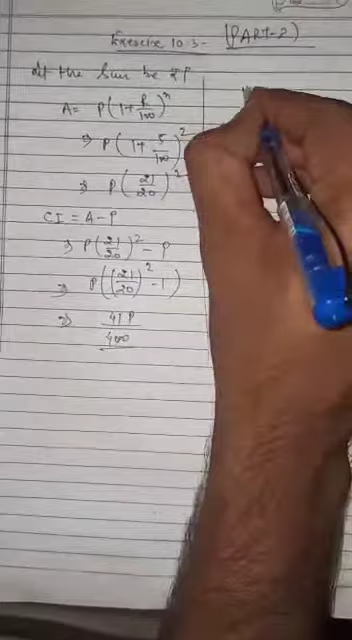 Exercise 10.3 - (PART-2)
let the Sum be ₹P
A = P(1+R/100)^n
⇒ P(1+5/100)^2
⇒ P(21/20)^2
CI = A-P
⇒ P(21/20)^2 - P
⇒ P((21/20)^2 - 1)
⇒ 41P/400